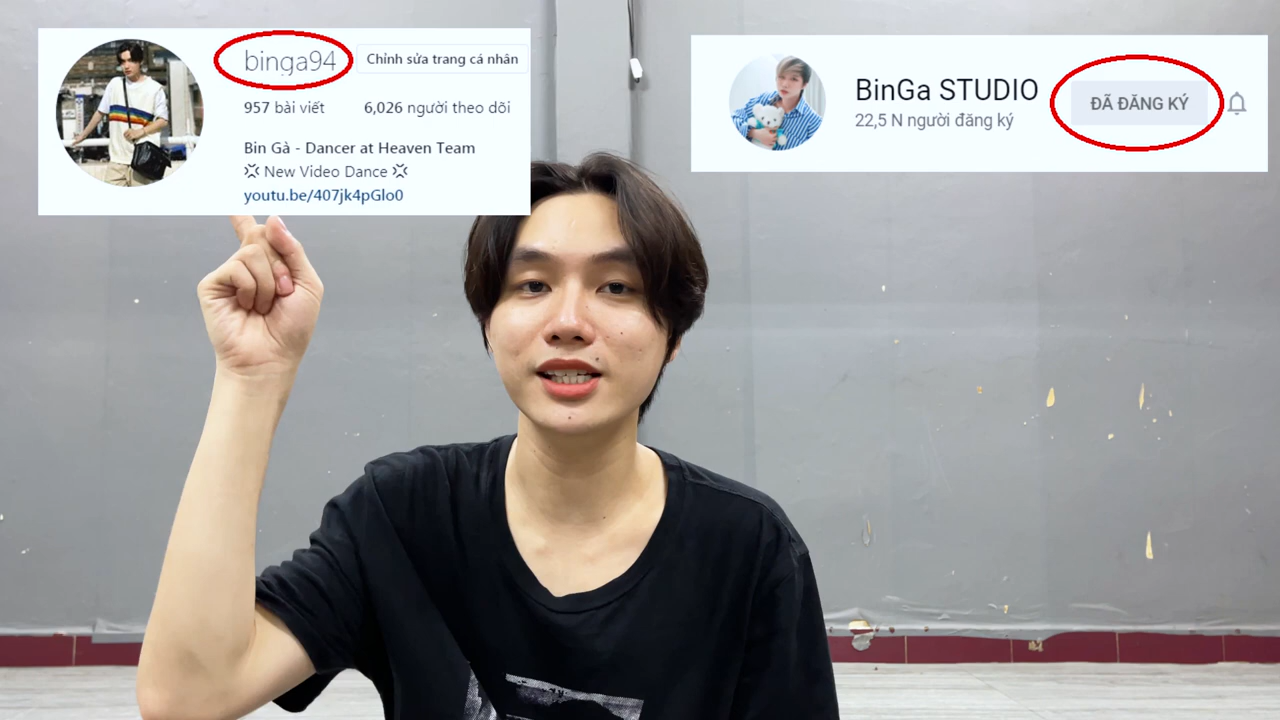 binga94
Chỉnh sửa trang cá nhân
957 bài viết
6,026 người theo dõi
Bin Gà - Dancer at Heaven Team
💢 New Video Dance 💢
youtu.be/407jk4pGlo0
BinGa STUDIO
22,5 N người đăng ký
ĐÃ ĐĂNG KÝ